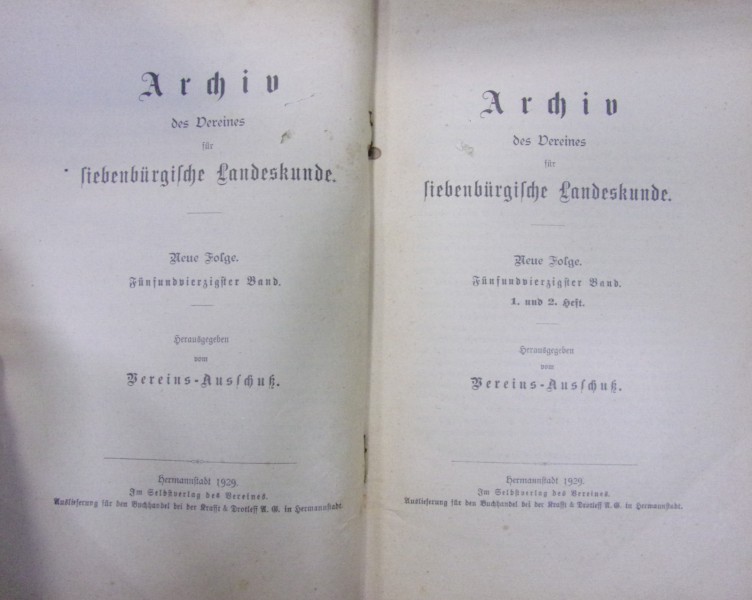 Archiv
des Vereines
für
siebenbürgische Landeskunde.
Neue Folge.
Fünfundvierzigster Band.
Herausgegeben
vom
Vereins-Ausschuß.
Hermannstadt 1929.
Im Selbstverlag des Vereines.
Auslieferung für den Buchhandel bei der Krafft & Drotleff A. G. in Hermannstadt.
Archiv
des Vereines
für
siebenbürgische Landeskunde.
Neue Folge.
Fünfundvierzigster Band.
1. und 2. Heft.
Herausgegeben
vom
Vereins-Ausschuß.
Hermannstadt 1929.
Im Selbstverlag des Vereines.
Auslieferung für den Buchhandel bei der Krafft & Drotleff A. G. in Hermannstadt.